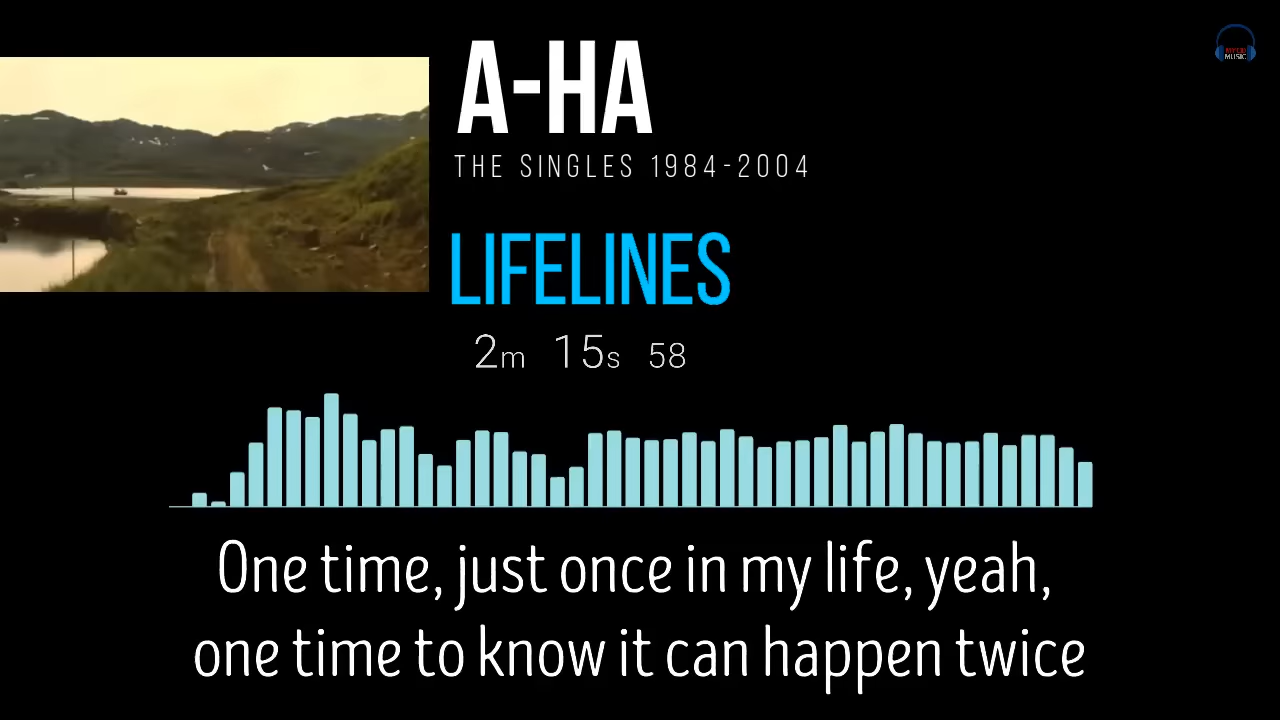 A-HA
THE SINGLES 1984-2004
MUSIC
LIFELINES
2m 15s 58
One time, just once in my life, yeah,
one time to know it can happen twice